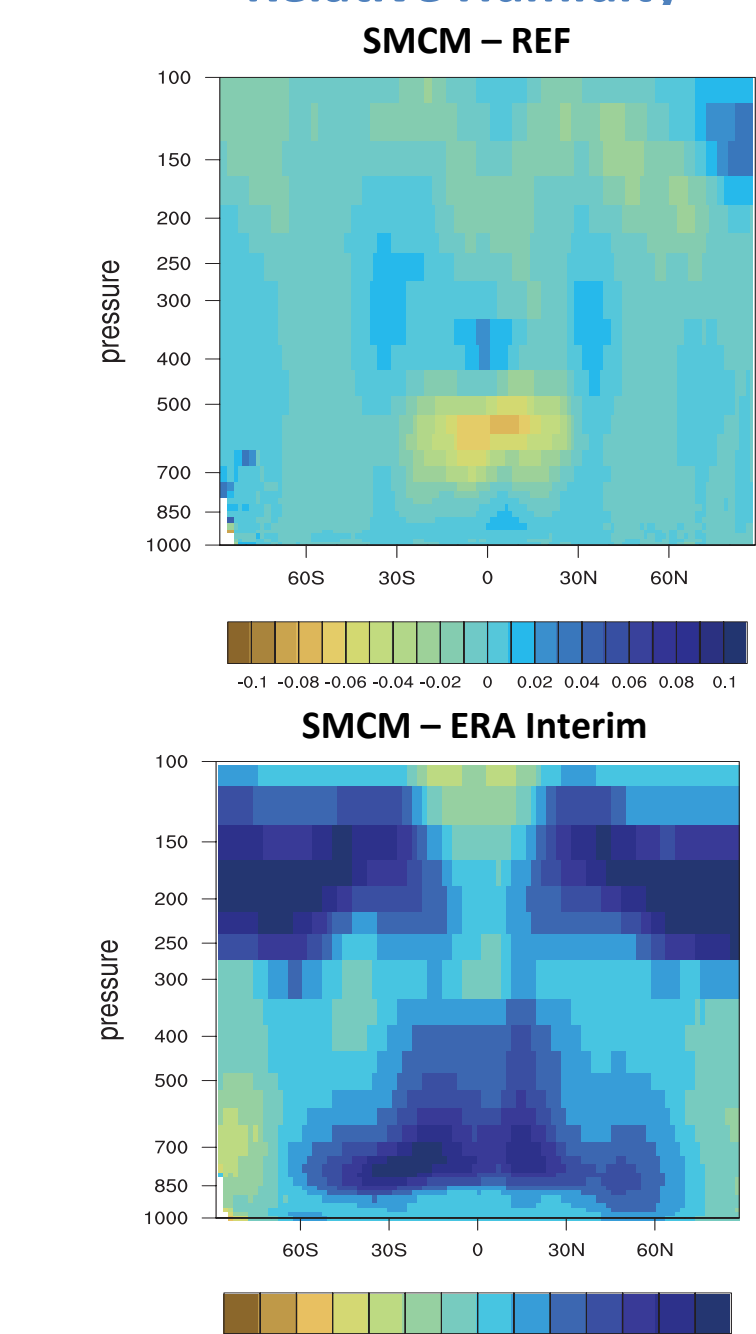 Relative Humidity
SMCM – REF
100
150
200
250
300
400
500
700
850
1000
pressure
60S 30S 0 30N 60N
-0.1 -0.08 -0.06 -0.04 -0.02 0 0.02 0.04 0.06 0.08 0.1
SMCM – ERA Interim
100
150
200
250
300
400
500
700
850
1000
pressure
60S 30S 0 30N 60N